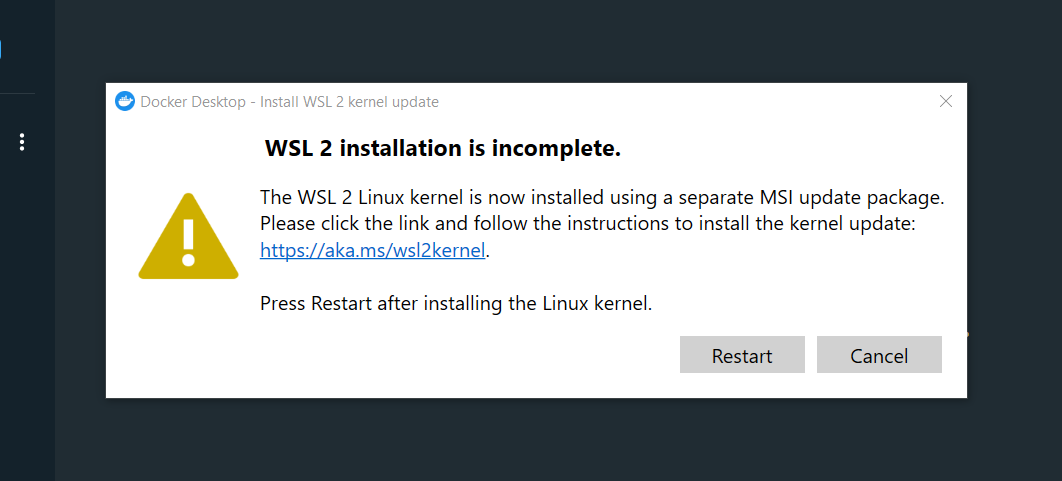 Docker Desktop - Install WSL 2 kernel update
WSL 2 installation is incomplete.
The WSL 2 Linux kernel is now installed using a separate MSI update package.
Please click the link and follow the instructions to install the kernel update:
https://aka.ms/wsl2kernel.
Press Restart after installing the Linux kernel.
Restart Cancel